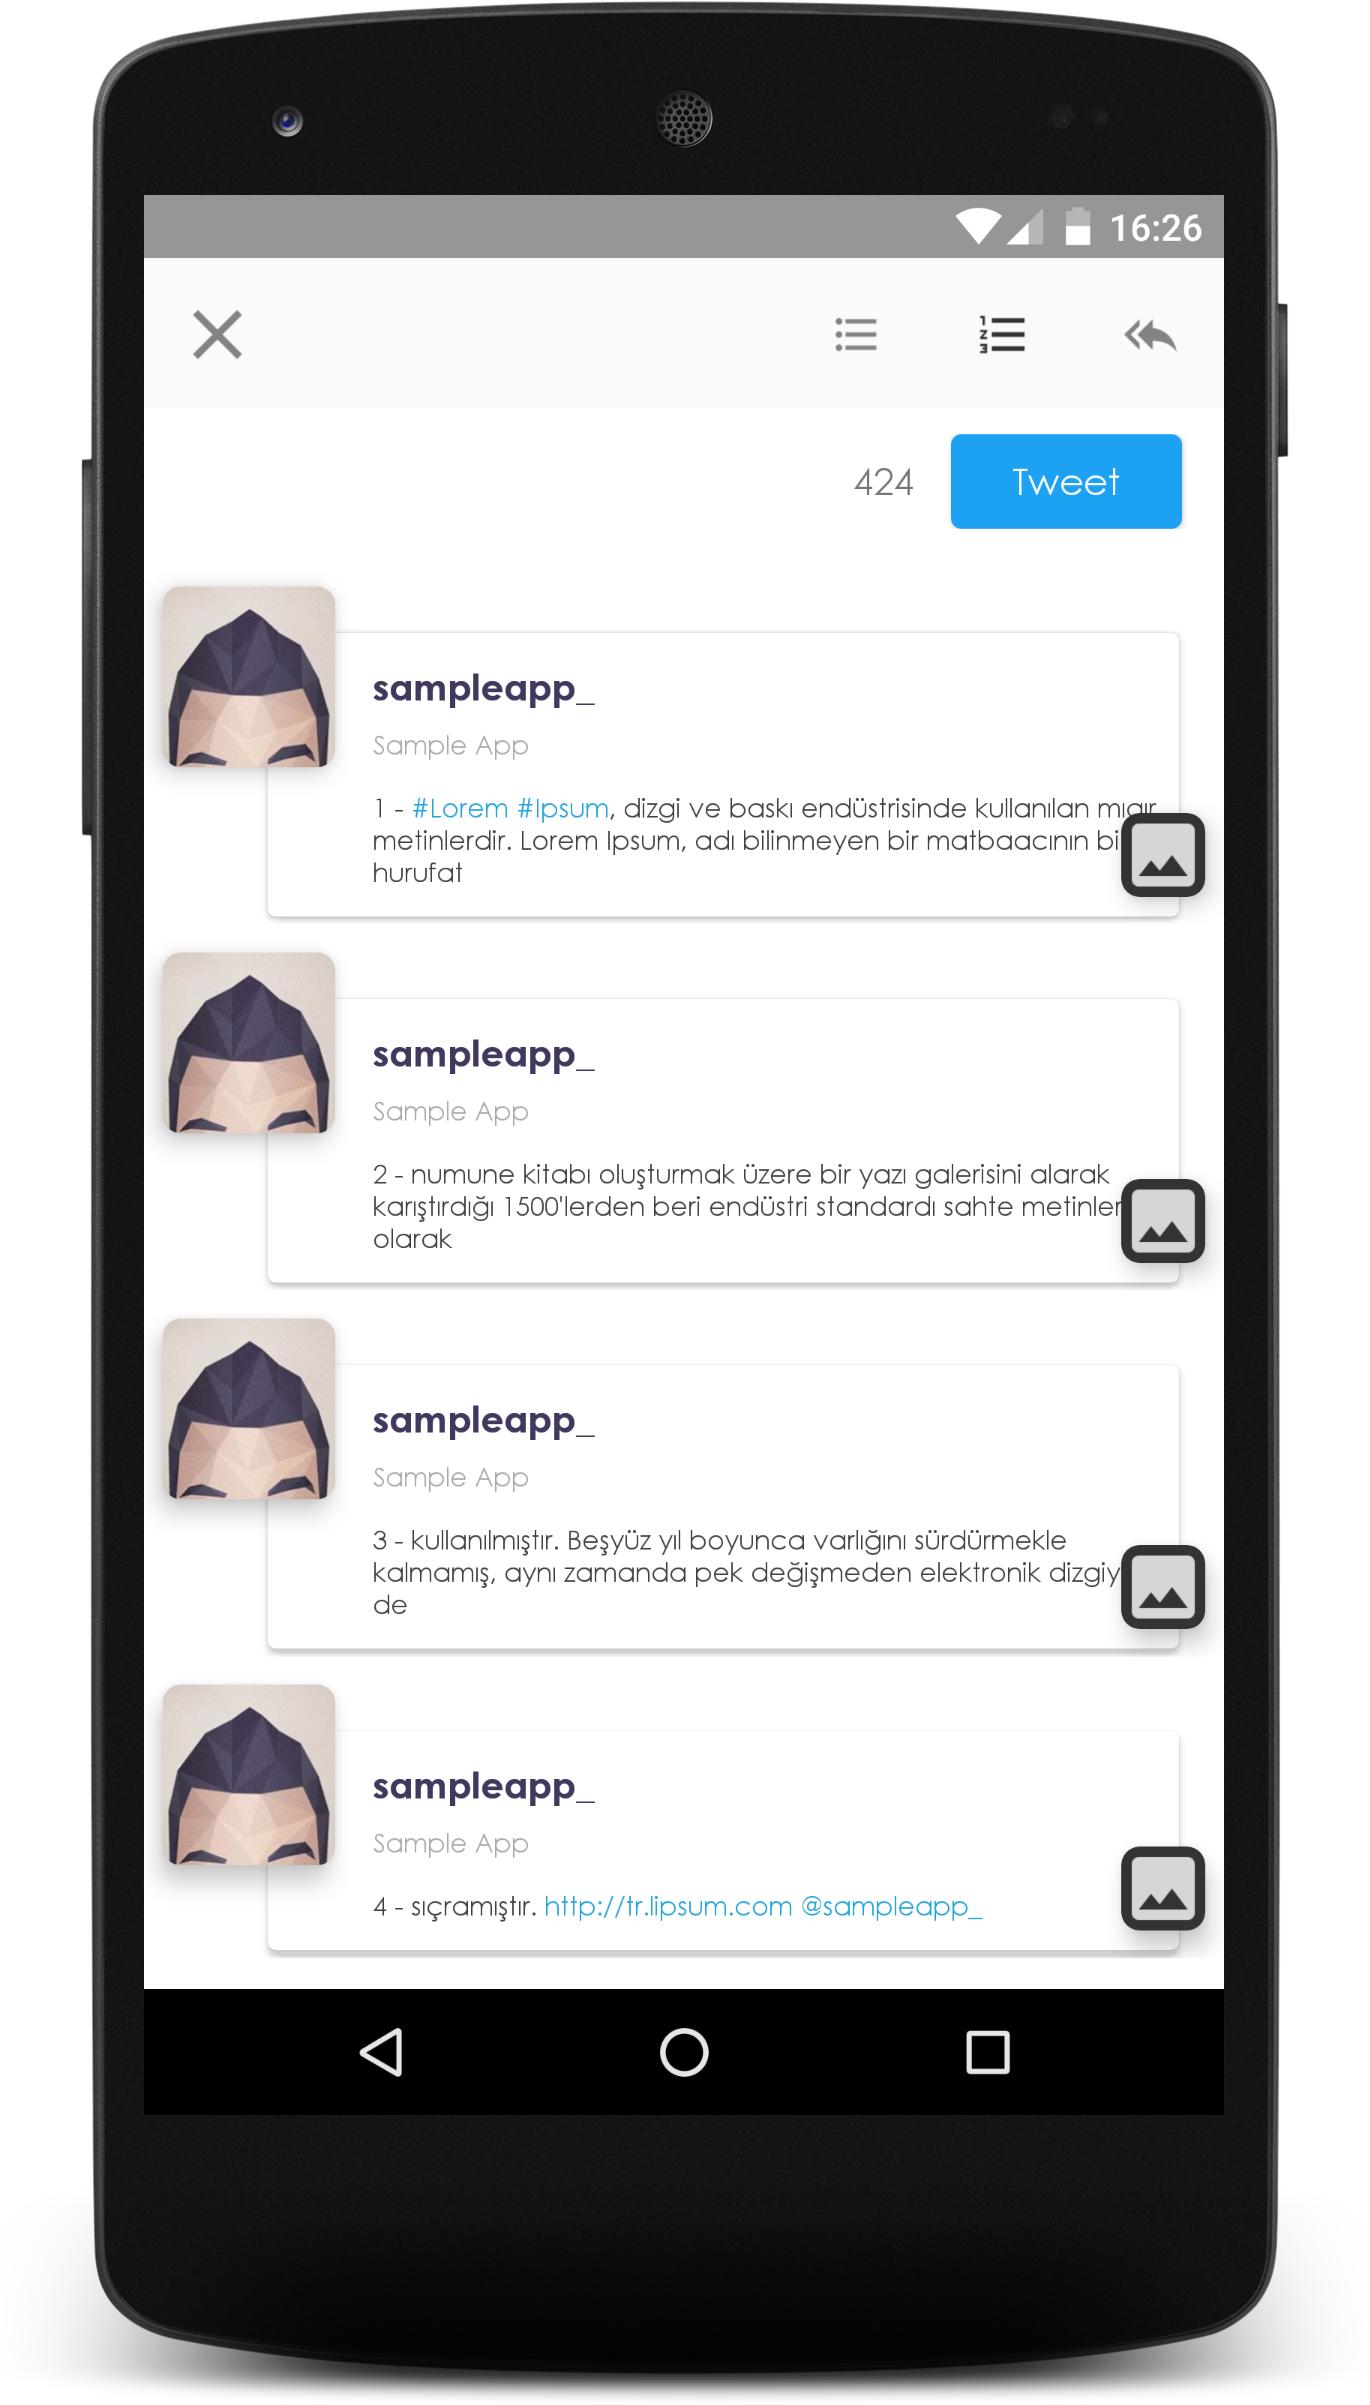 16:26
424
Tweet
sampleapp_
Sample App
1 - #Lorem #Ipsum, dizgi ve baskı endüstrisinde kullanılan mıgır
metinlerdir. Lorem Ipsum, adı bilinmeyen bir matbaacının bi
hurufat
sampleapp_
Sample App
2 - numune kitabı oluşturmak üzere bir yazı galerisini alarak
karıştırdığı 1500'lerden beri endüstri standardı sahte metinler
olarak
sampleapp_
Sample App
3 - kullanılmıştır. Beşyüz yıl boyunca varlığını sürdürmekle
kalmamış, aynı zamanda pek değişmeden elektronik dizgiy
de
sampleapp_
Sample App
4 - sıçramıştır. http://tr.lipsum.com @sampleapp_